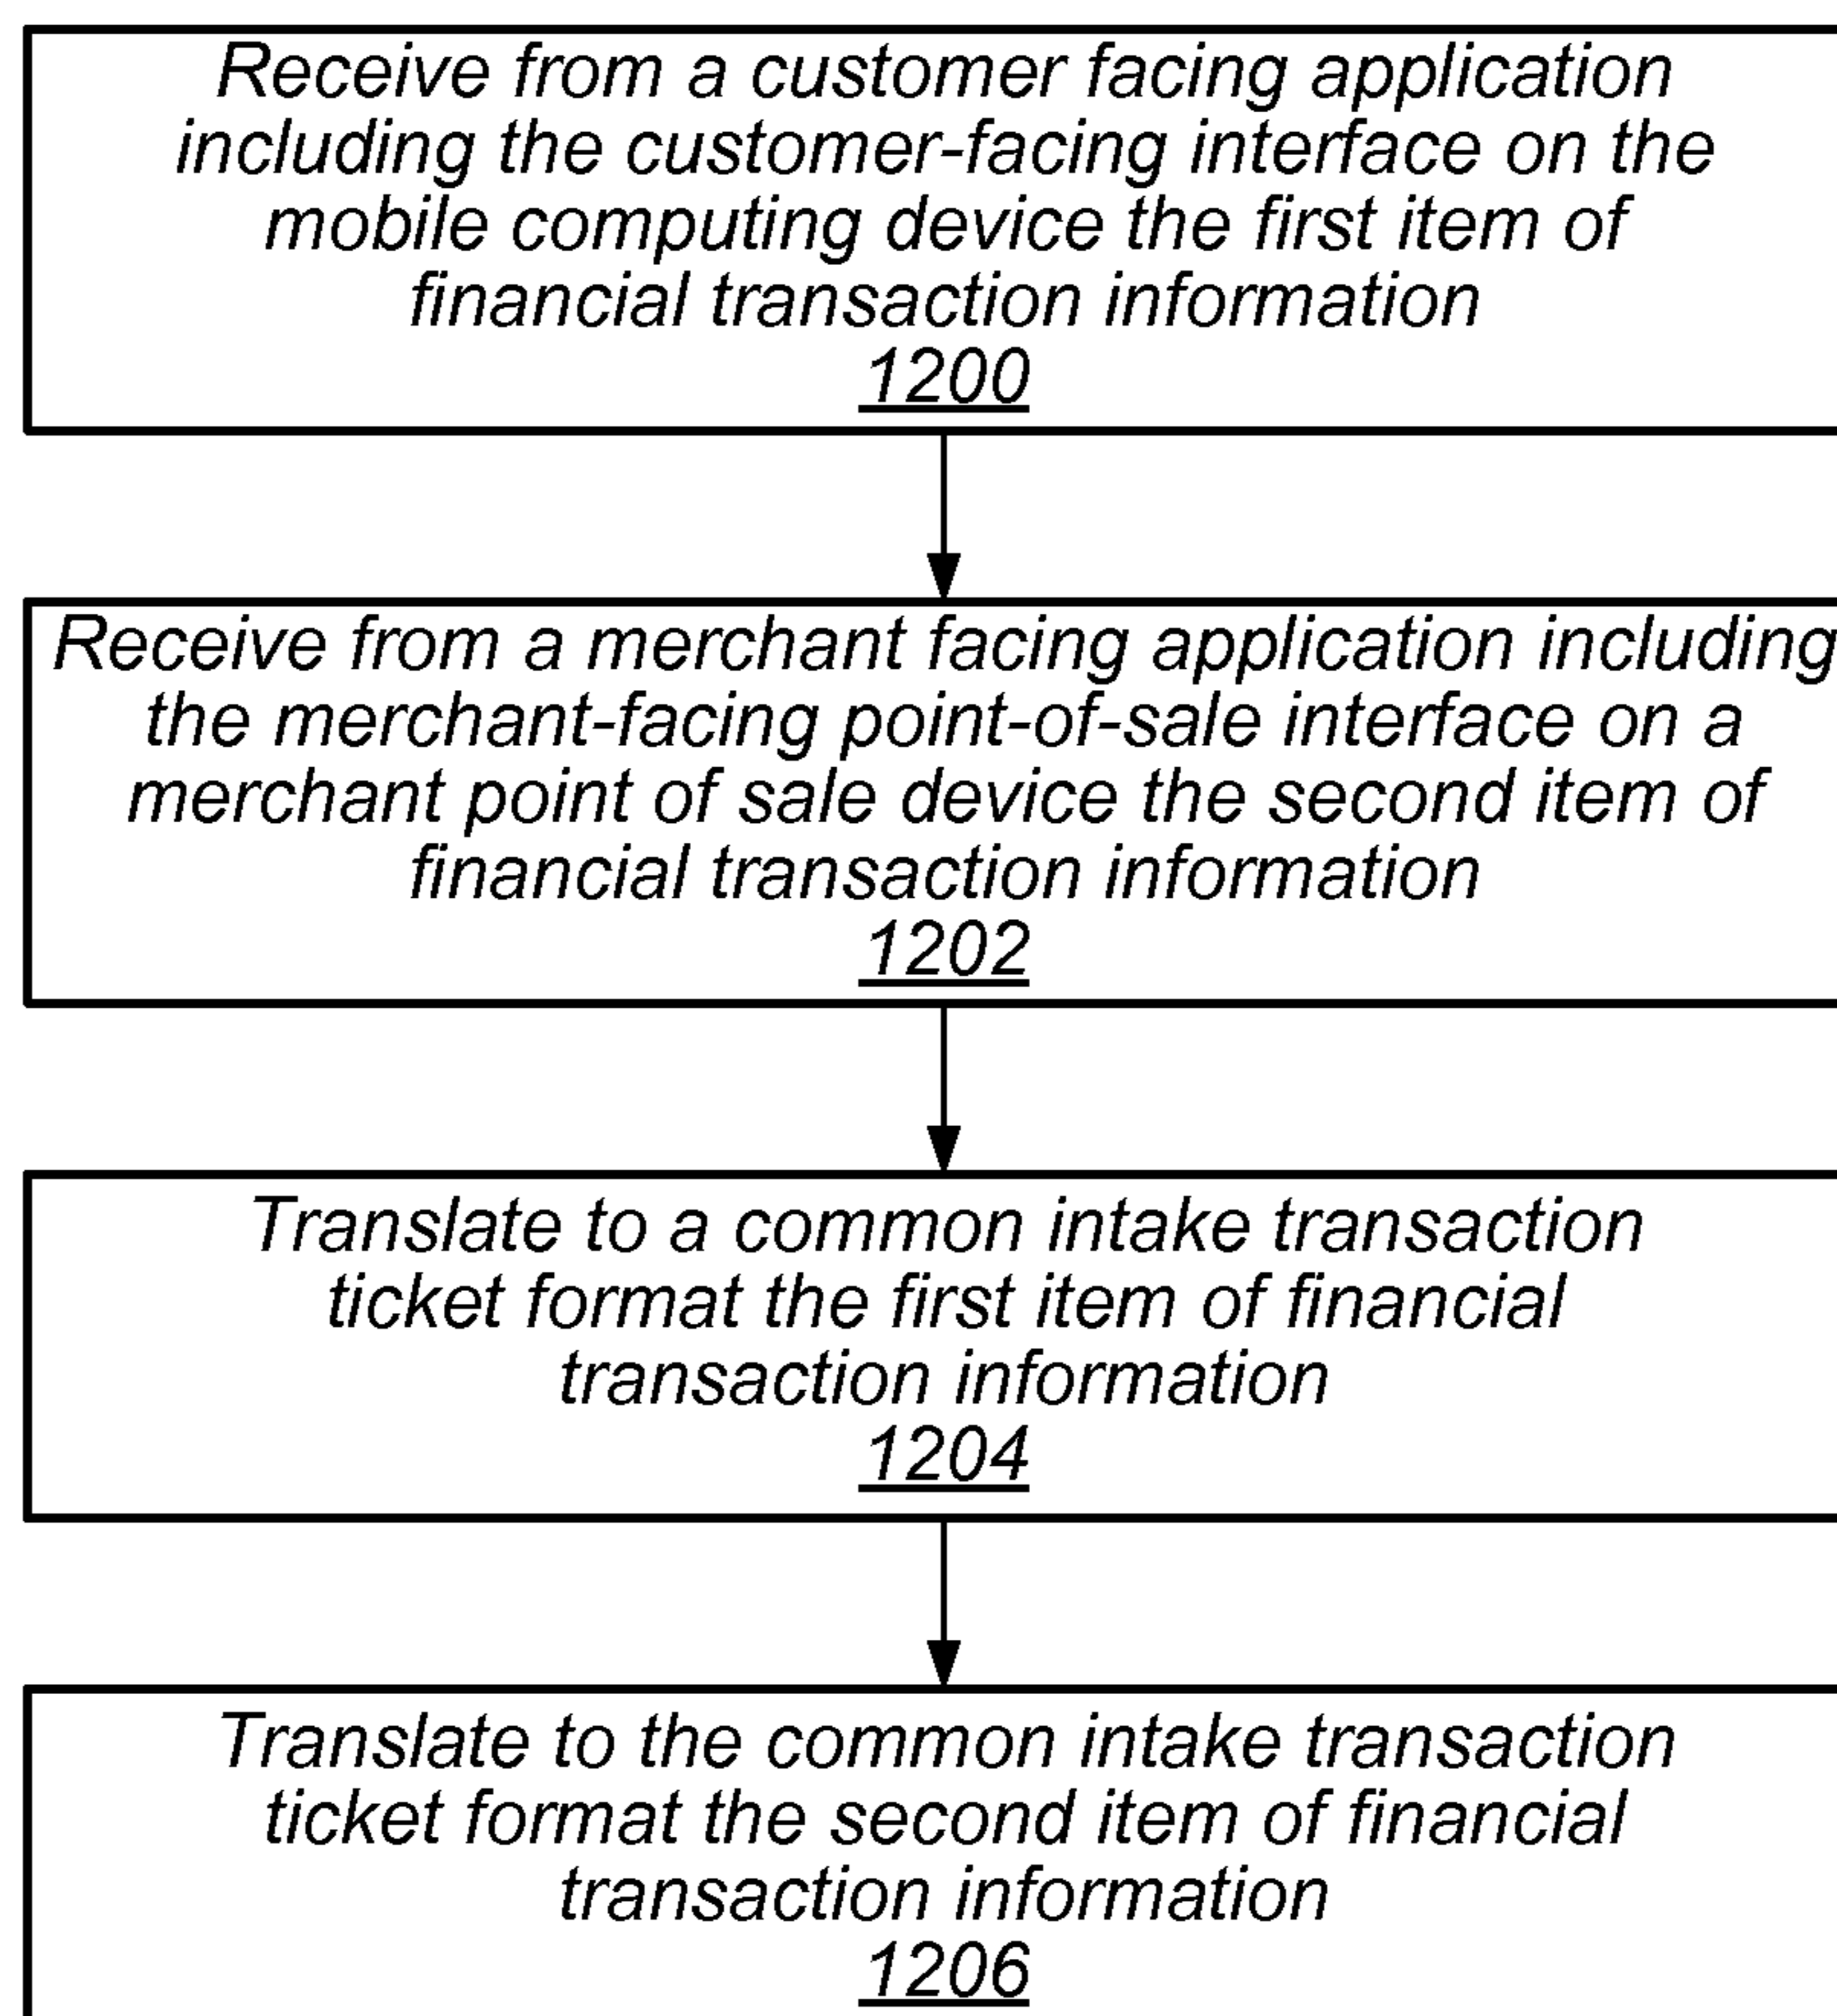 Receive from a customer facing application
including the customer-facing interface on the
mobile computing device the first item of
financial transaction information
1200
Receive from a merchant facing application including
the merchant-facing point-of-sale interface on a
merchant point of sale device the second item of
financial transaction information
1202
Translate to a common intake transaction
ticket format the first item of financial
transaction information
1204
Translate to the common intake transaction
ticket format the second item of financial
transaction information
1206